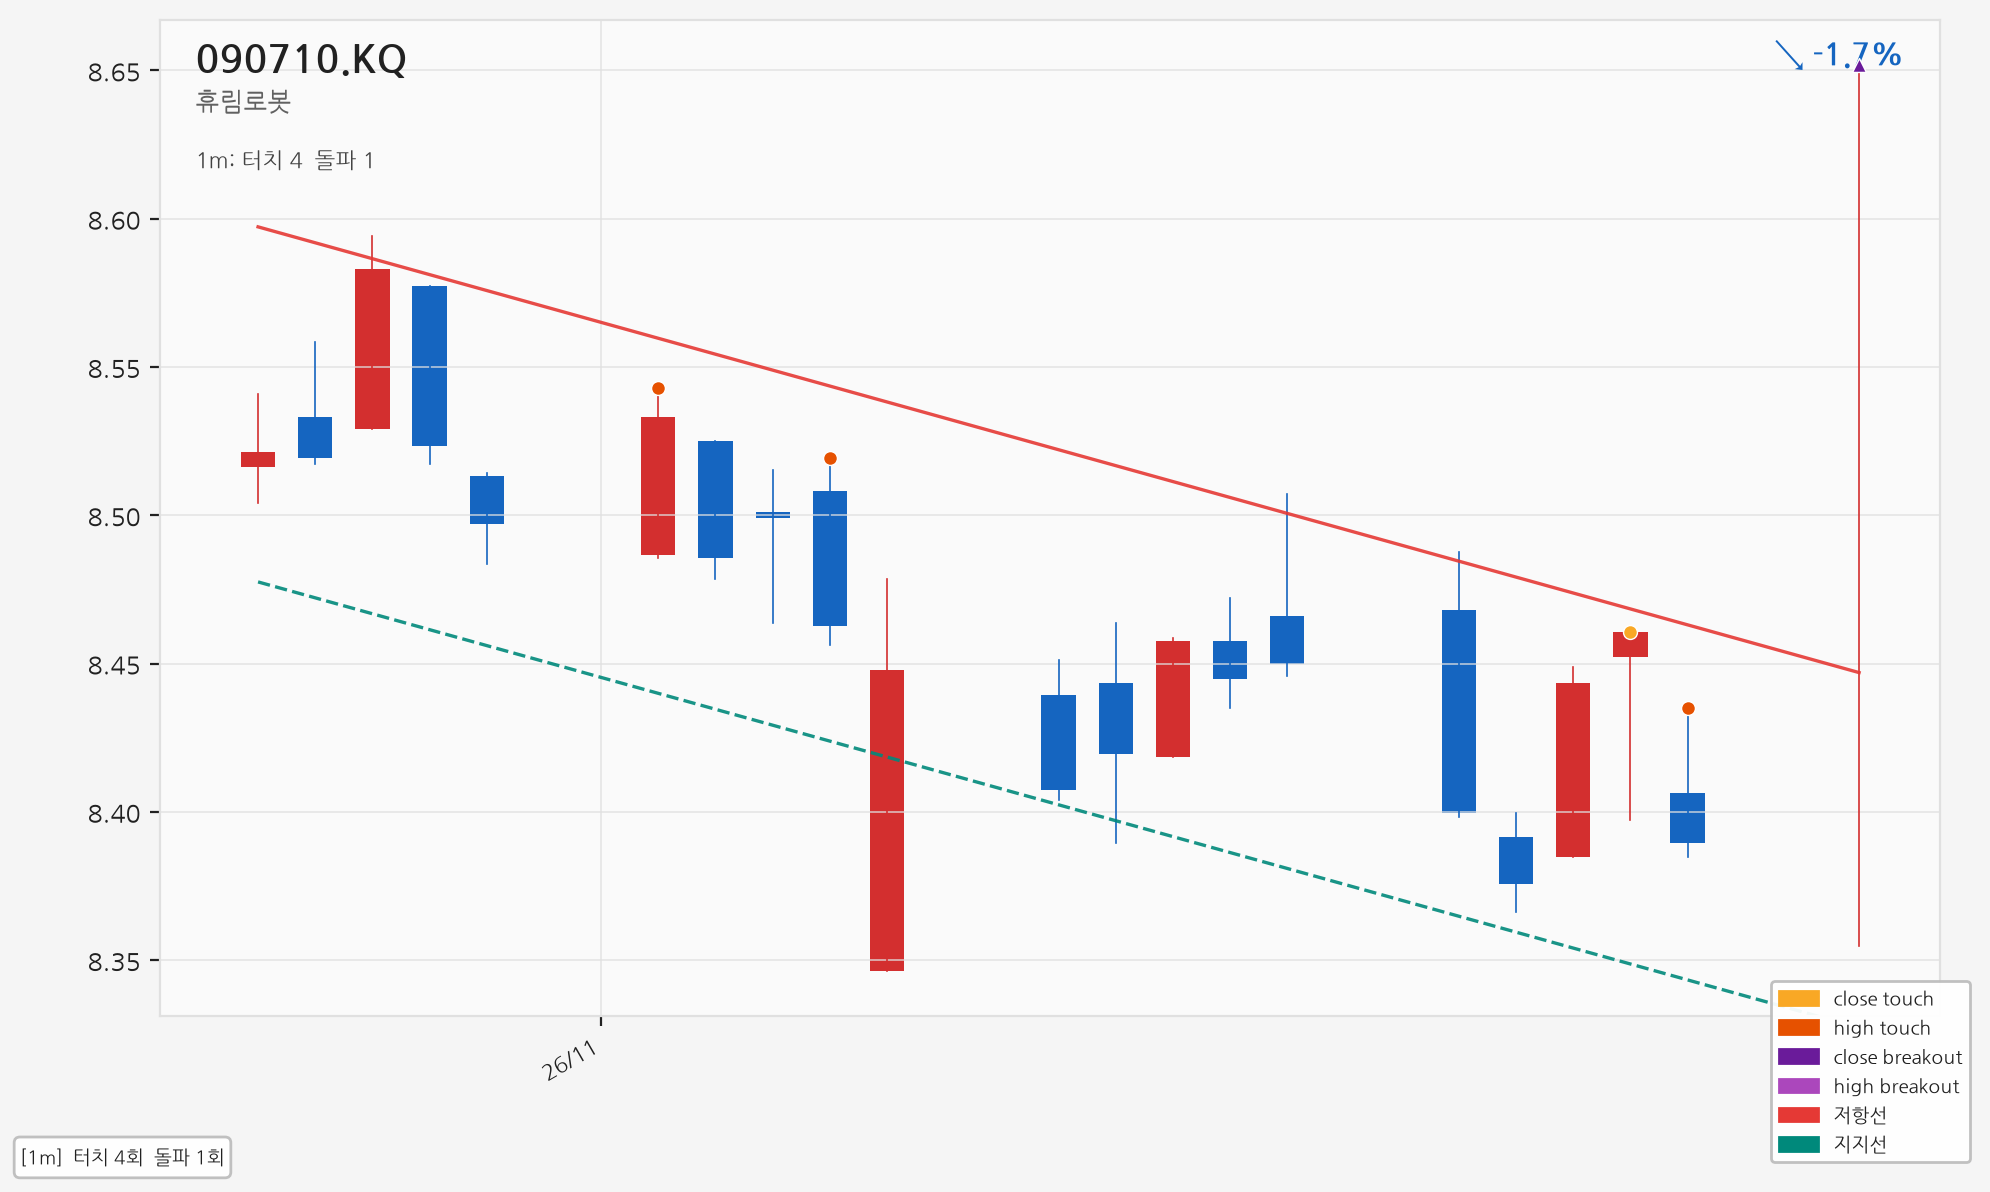 090710.KQ
휴림로봇
1m: 터치 4 돌파 1
-1.7%
8.65
8.60
8.55
8.50
8.45
8.40
8.35
26/11
close touch
high touch
close breakout
high breakout
저항선
지지선
[1m] 터치 4회 돌파 1회